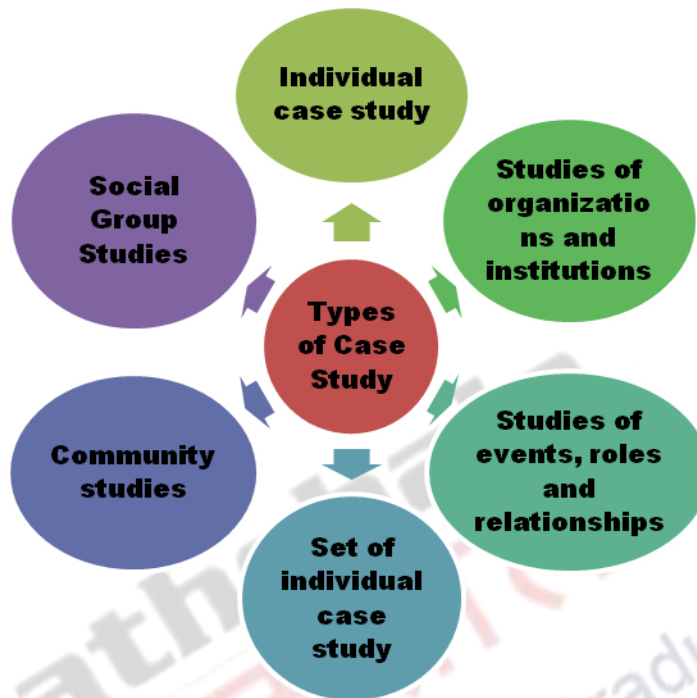 Individual
case study
Studies of
organizatio
ns and
institutions
Studies of
events, roles
and
relationships
Set of
individual
case
study
Community
studies
Social
Group
Studies
Types
of Case
Study